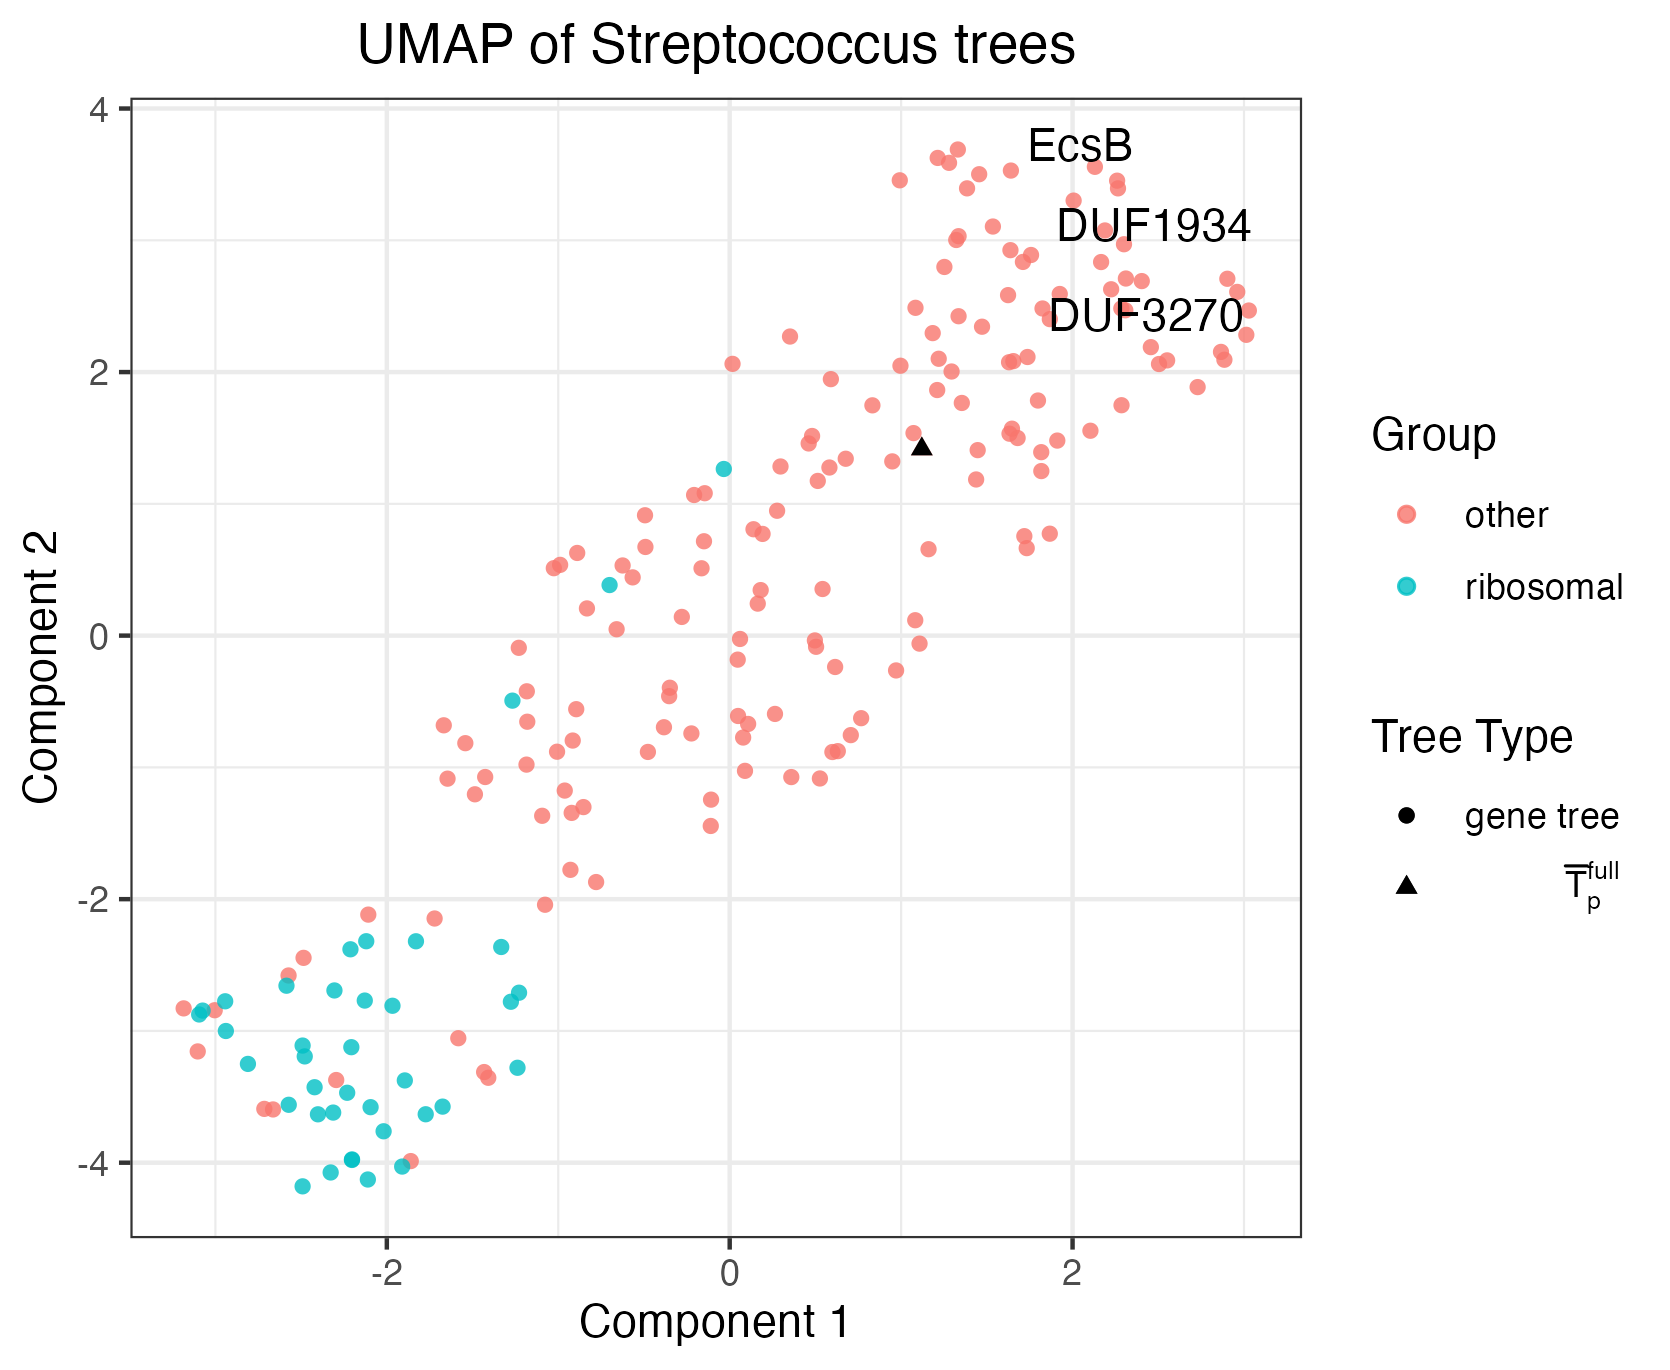 UMAP of Streptococcus trees
4
2
0
-2
-4
Component 2
EcsB
DUF1934
DUF3270
-2
0
2
Component 1
Group
other
ribosomal
Tree Type
gene tree
T̅ₚ^full